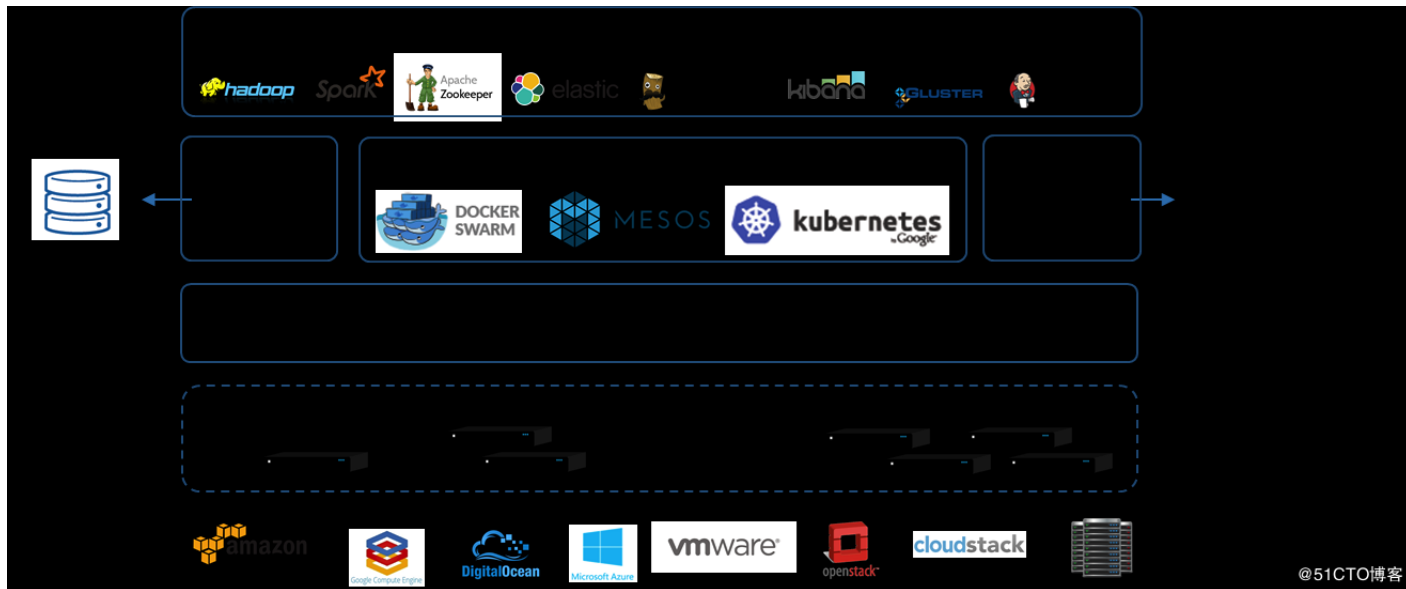 hadoop
Spark
Apache
Zookeeper
elastic
kibana
GLUSTER
DOCKER
SWARM
MESOS
kubernetes
by Google
amazon
Google Compute Engine
DigitalOcean
Microsoft Azure
vmware
openstack
cloudstack
@51CTO博客